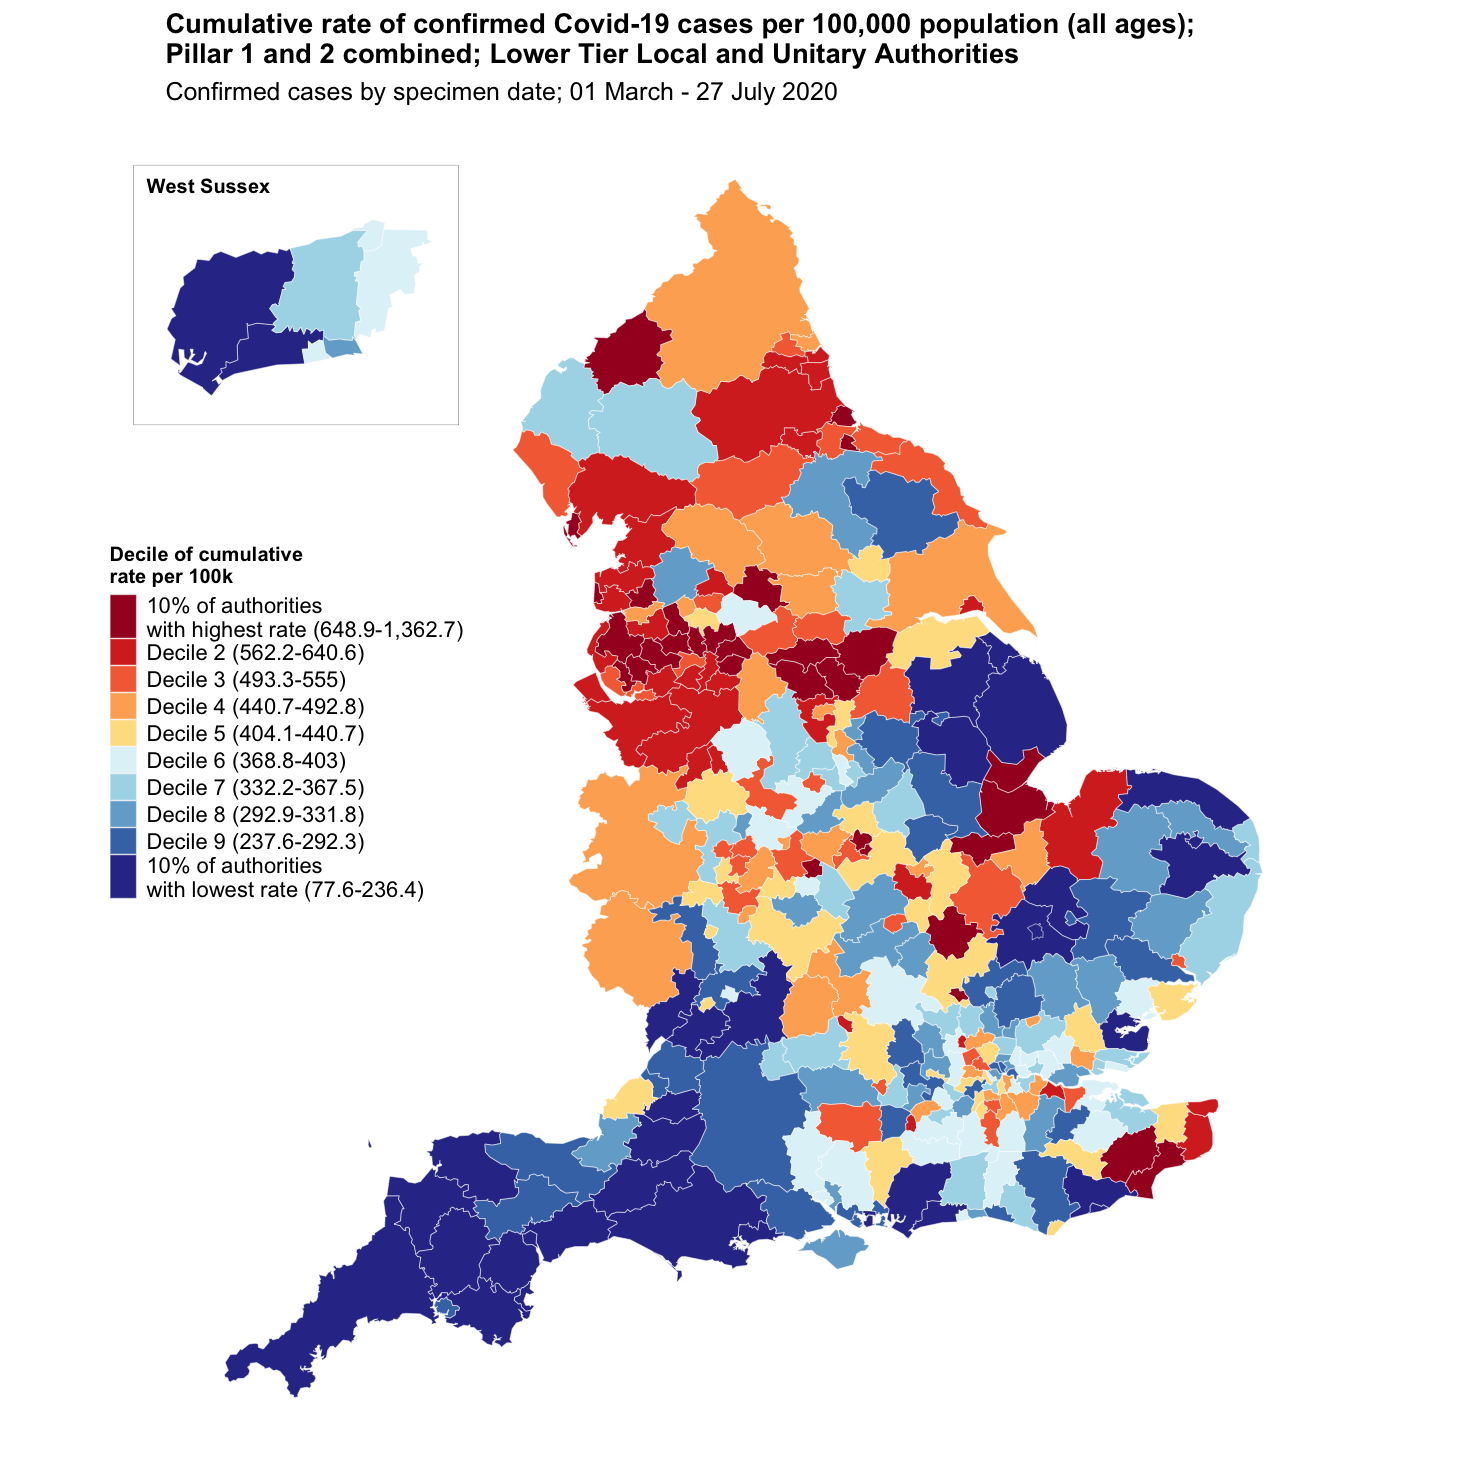 Cumulative rate of confirmed Covid-19 cases per 100,000 population (all ages);
Pillar 1 and 2 combined; Lower Tier Local and Unitary Authorities
Confirmed cases by specimen date; 01 March - 27 July 2020
West Sussex
Decile of cumulative
rate per 100k
10% of authorities
with highest rate (648.9-1,362.7)
Decile 2 (562.2-640.6)
Decile 3 (493.3-555)
Decile 4 (440.7-492.8)
Decile 5 (404.1-440.7)
Decile 6 (368.8-403)
Decile 7 (332.2-367.5)
Decile 8 (292.9-331.8)
Decile 9 (237.6-292.3)
10% of authorities
with lowest rate (77.6-236.4)